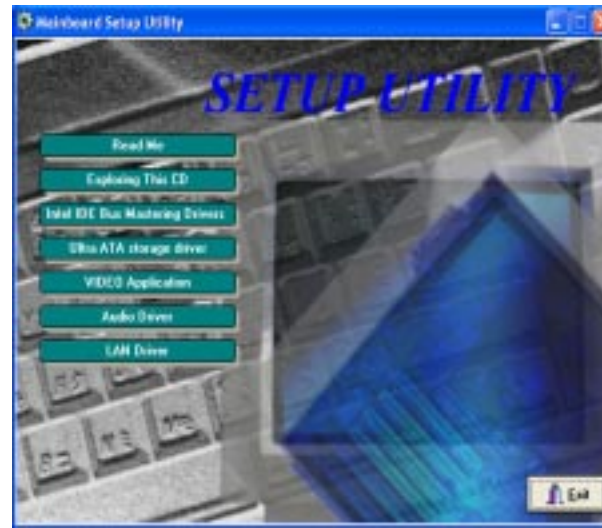 Mainboard Setup Utility
SETUP UTILITY
Read Me
Exploring This CD
Intel IDE Bus Mastering Drivers
Ultra ATA storage driver
VIDEO Application
Audio Driver
LAN Driver
Exit